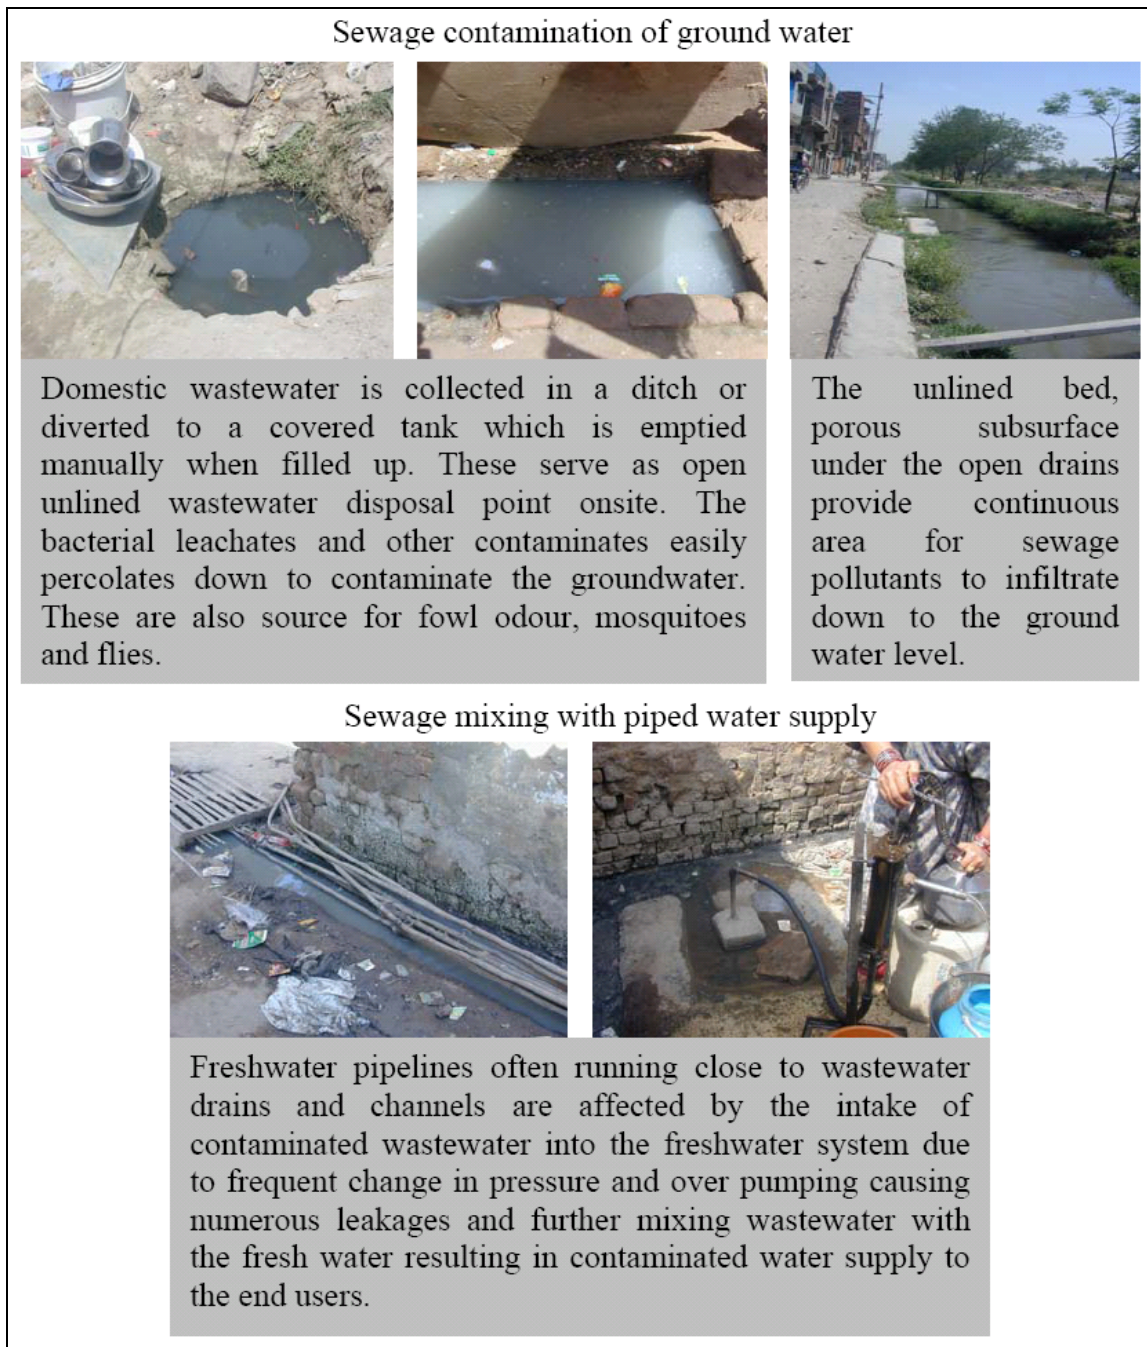 Sewage contamination of ground water
Domestic wastewater is collected in a ditch or
diverted to a covered tank which is emptied
manually when filled up. These serve as open
unlined wastewater disposal point onsite. The
bacterial leachates and other contaminates easily
percolates down to contaminate the groundwater.
These are also source for fowl odour, mosquitoes
and flies.
The unlined bed,
porous subsurface
under the open drains
provide continuous
area for sewage
pollutants to infiltrate
down to the ground
water level.
Sewage mixing with piped water supply
Freshwater pipelines often running close to wastewater
drains and channels are affected by the intake of
contaminated wastewater into the freshwater system due
to frequent change in pressure and over pumping causing
numerous leakages and further mixing wastewater with
the fresh water resulting in contaminated water supply to
the end users.